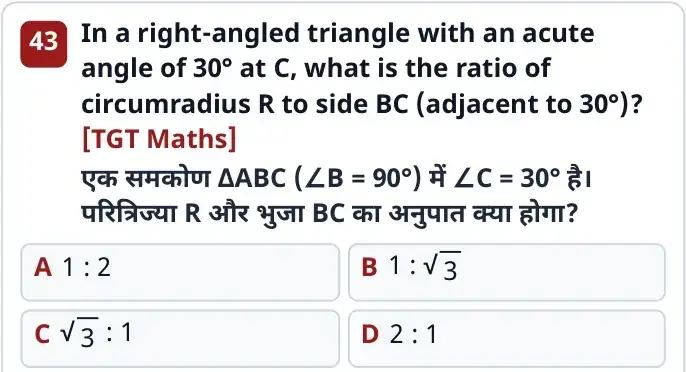 43 In a right-angled triangle with an acute
angle of 30° at C, what is the ratio of
circumradius R to side BC (adjacent to 30°)?
[TGT Maths]
एक समकोण ΔABC (∠B = 90°) में ∠C = 30° है।
परित्रिज्या R और भुजा BC का अनुपात क्या होगा?
A 1 : 2
B 1 : √3
C √3 : 1
D 2 : 1